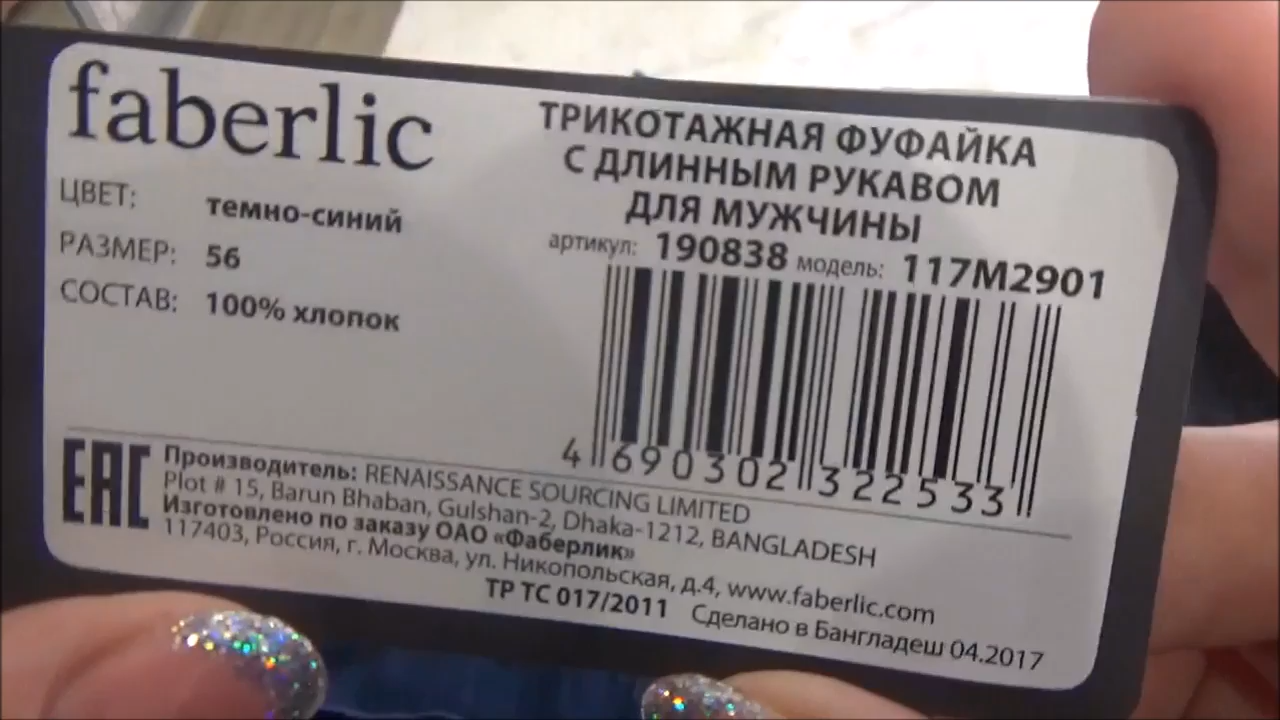 faberlic
ЦВЕТ: темно-синий
РАЗМЕР: 56
СОСТАВ: 100% хлопок
ТРИКОТАЖНАЯ ФУФАЙКА
С ДЛИННЫМ РУКАВОМ
ДЛЯ МУЖЧИНЫ
артикул: 190838 модель: 117M2901
4 690302 322533
EAC
Производитель: RENAISSANCE SOURCING LIMITED
Plot # 15, Barun Bhaban, Gulshan-2, Dhaka-1212, BANGLADESH
Изготовлено по заказу ОАО «Фаберлик»
117403, Россия, г. Москва, ул. Никопольская, д.4, www.faberlic.com
ТР ТС 017/2011 Сделано в Бангладеш 04.2017